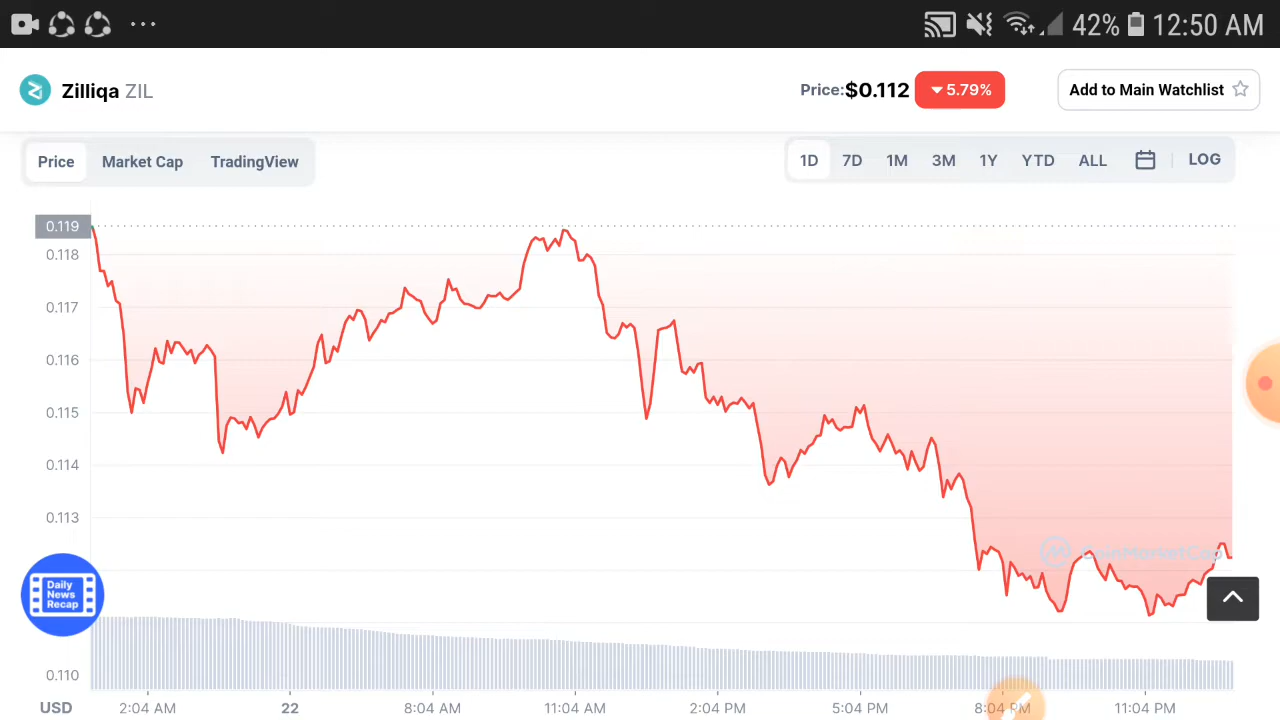 42% 12:50 AM
Zilliqa ZIL Price:$0.112 5.79% Add to Main Watchlist
Price Market Cap TradingView 1D 7D 1M 3M 1Y YTD ALL LOG
0.119
0.118
0.117
0.116
0.115
0.114
0.113
CoinMarketCap
Daily
News
Recap
0.110
USD 2:04 AM 22 8:04 AM 11:04 AM 2:04 PM 5:04 PM 8:04 PM 11:04 PM